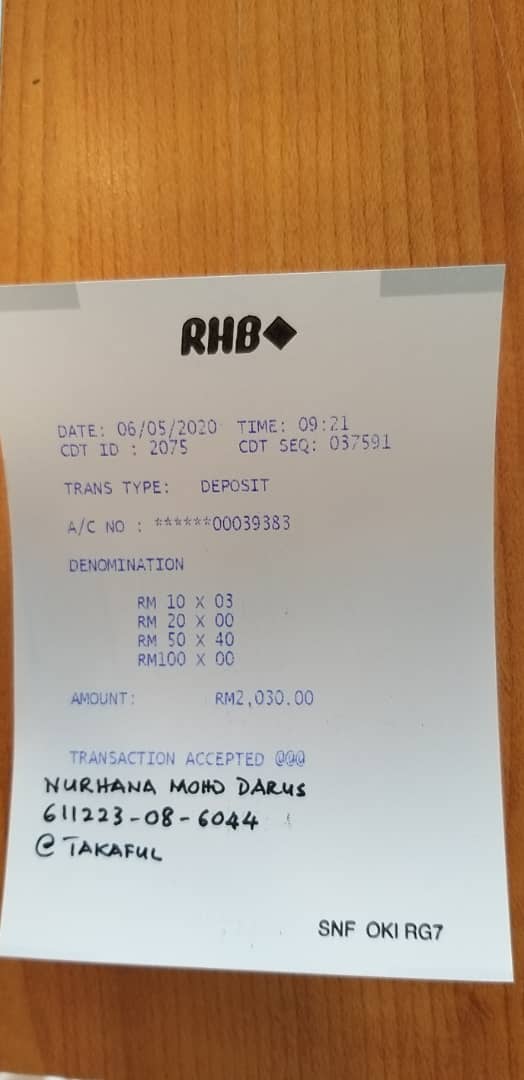 RHB
DATE: 06/05/2020 TIME: 09:21
CDT ID : 2075 CDT SEQ: 037591
TRANS TYPE: DEPOSIT
A/C NO : ******00039383
DENOMINATION
RM 10 X 03
RM 20 X 00
RM 50 X 40
RM100 X 00
AMOUNT: RM2,030.00
TRANSACTION ACCEPTED @@@
NURHANA MOHD DARUS
611223-08-6044
@ TAKAFUL
SNF OKI RG7